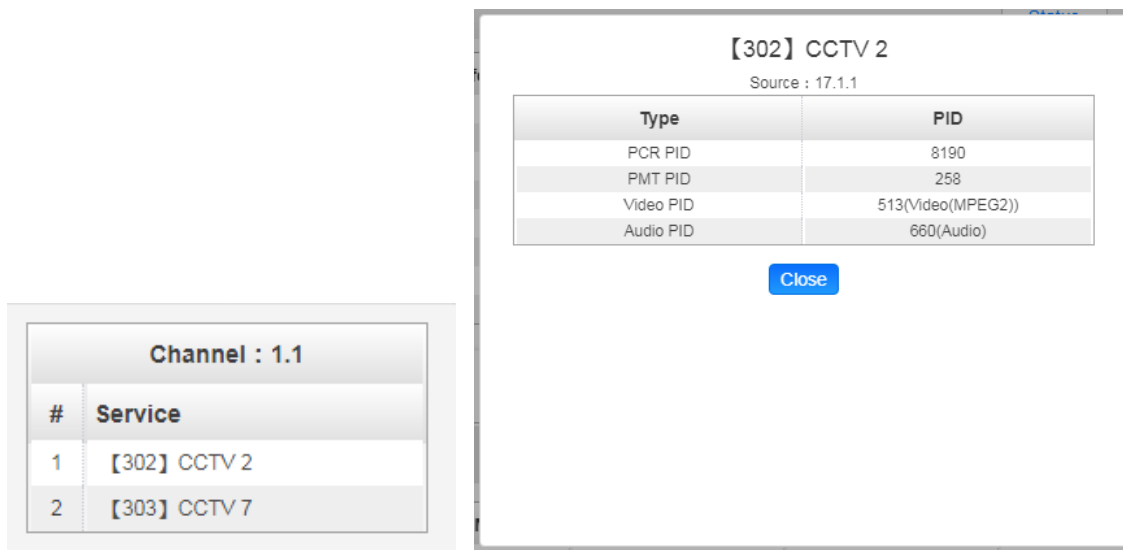 Channel : 1.1
# Service
1 【302】CCTV 2
2 【303】CCTV 7
【302】CCTV 2
Source : 17.1.1
Type PID
PCR PID 8190
PMT PID 258
Video PID 513(Video(MPEG2))
Audio PID 660(Audio)
Close